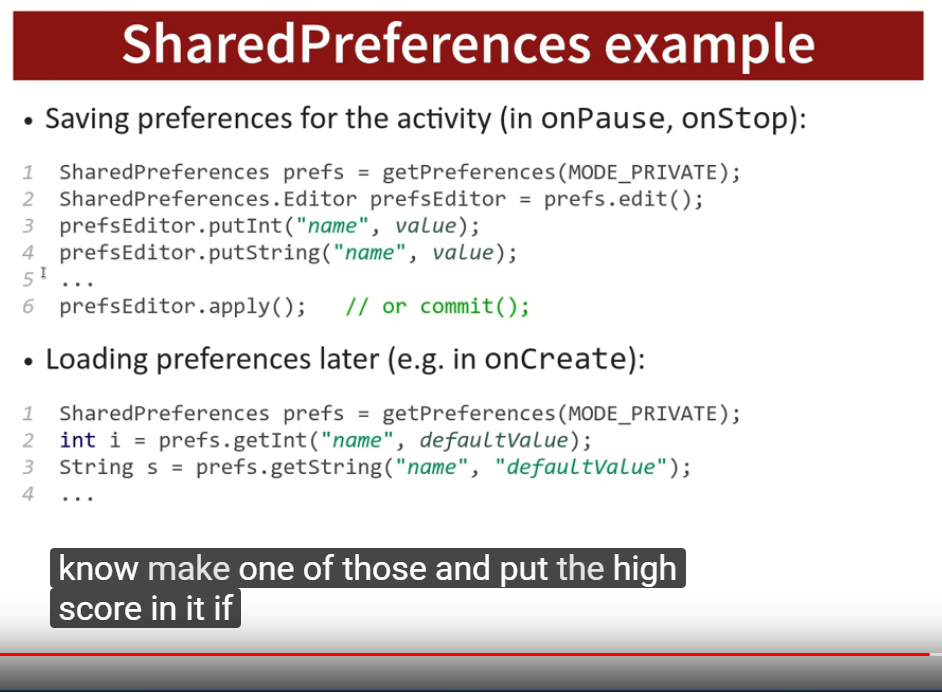 SharedPreferences example
• Saving preferences for the activity (in onPause, onStop):
1 SharedPreferences prefs = getPreferences(MODE_PRIVATE);
2 SharedPreferences.Editor prefsEditor = prefs.edit();
3 prefsEditor.putInt("name", value);
4 prefsEditor.putString("name", value);
5 ...
6 prefsEditor.apply(); // or commit();
• Loading preferences later (e.g. in onCreate):
1 SharedPreferences prefs = getPreferences(MODE_PRIVATE);
2 int i = prefs.getInt("name", defaultValue);
3 String s = prefs.getString("name", "defaultValue");
4 ...
know make one of those and put the high
score in it if